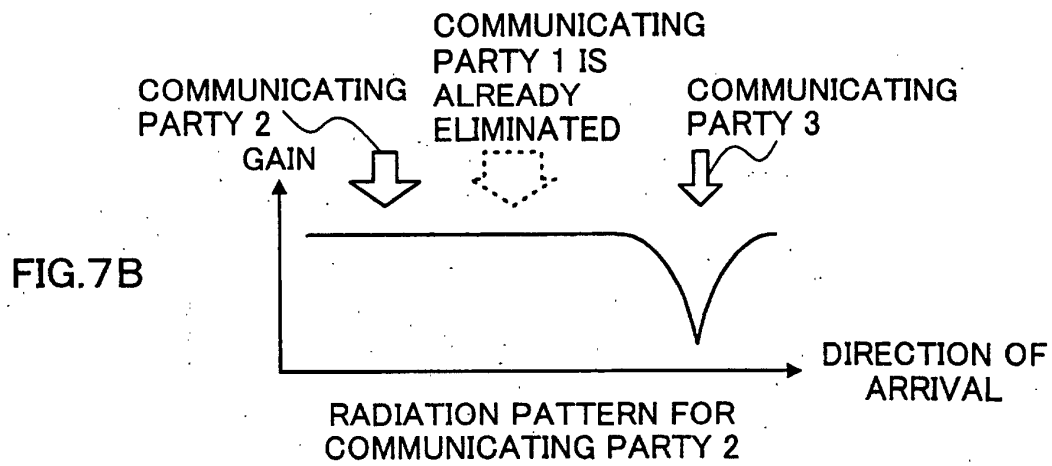 COMMUNICATING
PARTY 1 IS
ALREADY
ELIMINATED
COMMUNICATING
PARTY 2
COMMUNICATING
PARTY 3
GAIN
FIG.7B
DIRECTION OF
ARRIVAL
RADIATION PATTERN FOR
COMMUNICATING PARTY 2